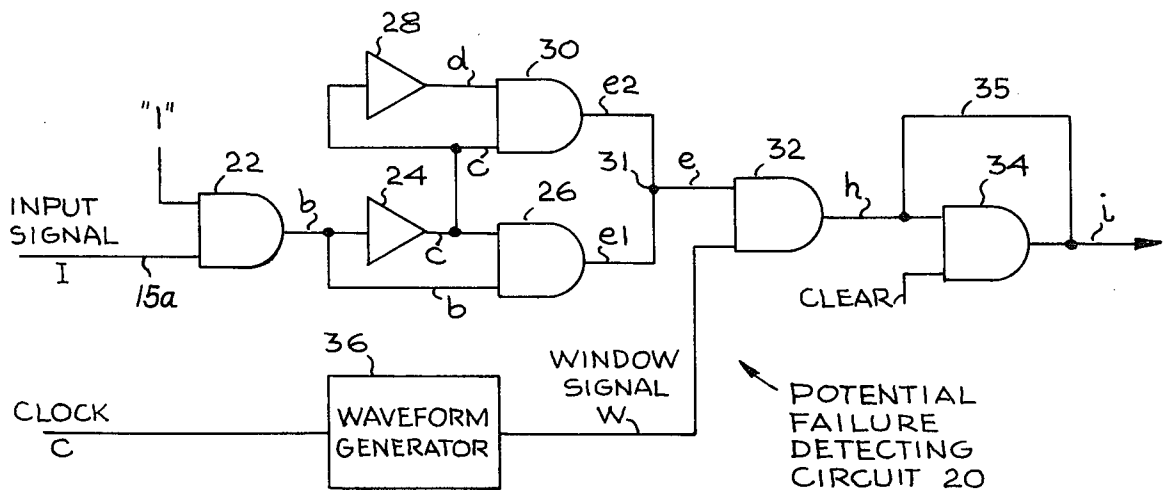 28
d
30
e2
35
"1"
c
31
e
32
34
22
24
26
h
INPUT
SIGNAL
b
c
e1
i
I
15a
b
CLEAR
36
WINDOW
SIGNAL
W
CLOCK
C
WAVEFORM
GENERATOR
POTENTIAL
FAILURE
DETECTING
CIRCUIT 20